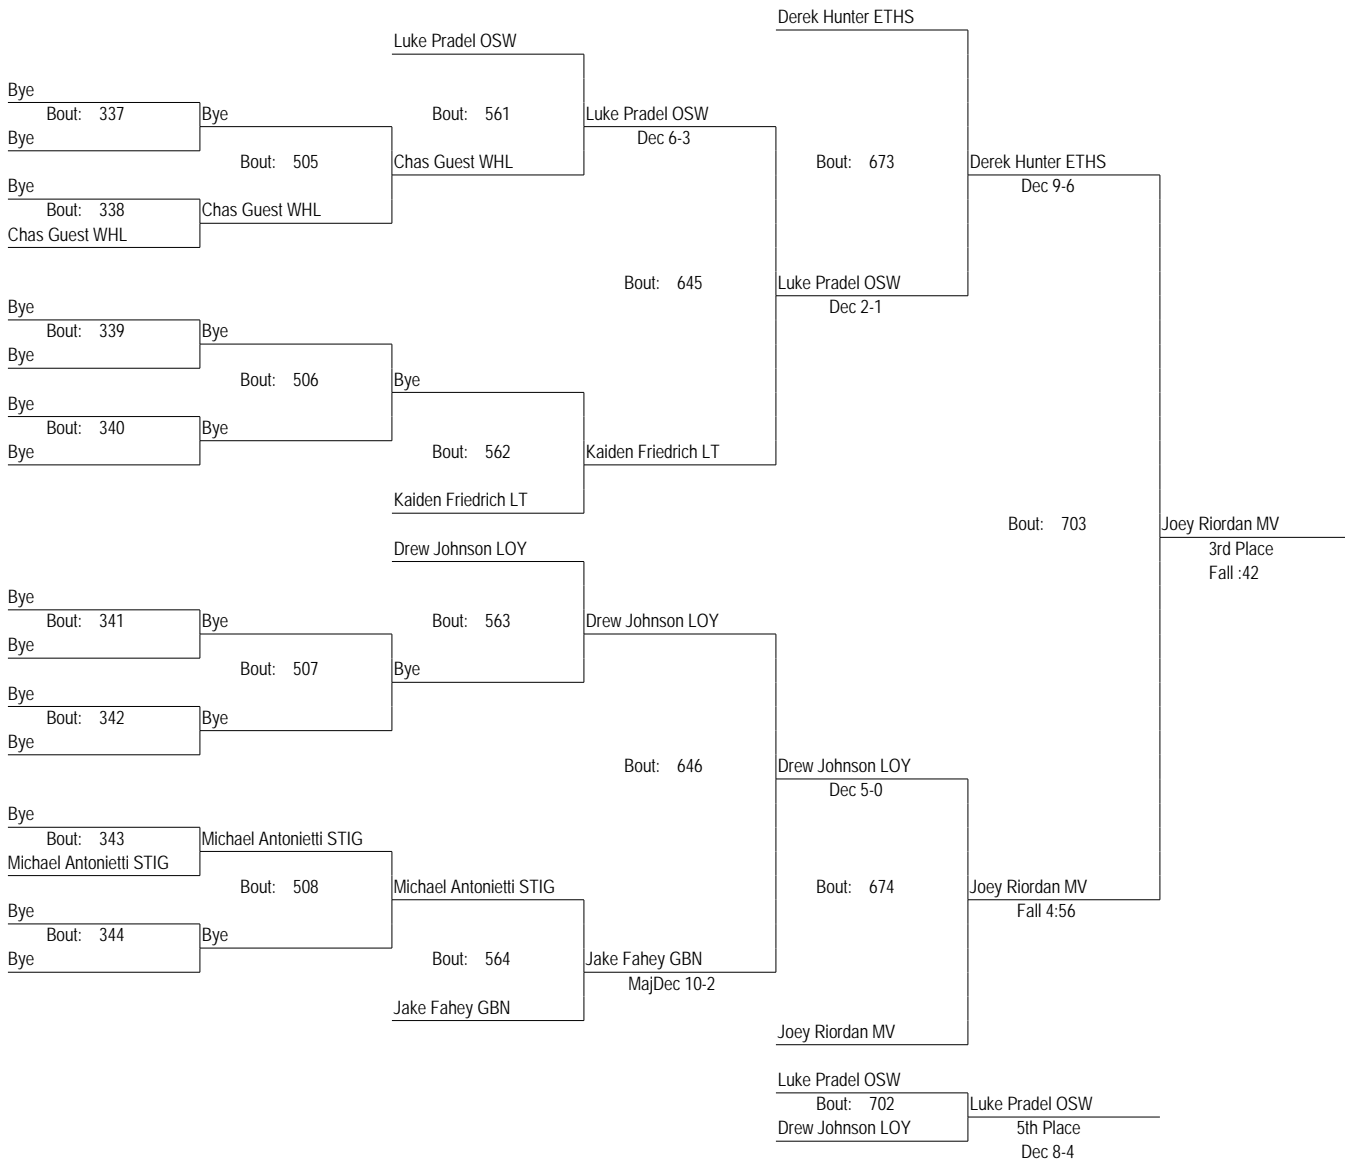 Derek Hunter ETHS
Luke Pradel OSW
Bye
Bout: 337
Bye
Bout: 561
Luke Pradel OSW
Bye
Dec 6-3
Bout: 505
Chas Guest WHL
Bout: 673
Derek Hunter ETHS
Bye
Dec 9-6
Bout: 338
Chas Guest WHL
Chas Guest WHL
Bout: 645
Luke Pradel OSW
Bye
Dec 2-1
Bout: 339
Bye
Bye
Bout: 506
Bye
Bye
Bout: 340
Bye
Bye
Bout: 562
Kaiden Friedrich LT
Kaiden Friedrich LT
Bout: 703
Joey Riordan MV
Drew Johnson LOY
3rd Place
Fall :42
Bye
Bout: 341
Bye
Bout: 563
Drew Johnson LOY
Bye
Bout: 507
Bye
Bye
Bout: 342
Bye
Bye
Bout: 646
Drew Johnson LOY
Dec 5-0
Bye
Bout: 343
Michael Antonietti STIG
Michael Antonietti STIG
Bout: 508
Michael Antonietti STIG
Bout: 674
Joey Riordan MV
Bye
Fall 4:56
Bout: 344
Bye
Bye
Bout: 564
Jake Fahey GBN
MajDec 10-2
Jake Fahey GBN
Joey Riordan MV
Luke Pradel OSW
Bout: 702
Luke Pradel OSW
Drew Johnson LOY
5th Place
Dec 8-4